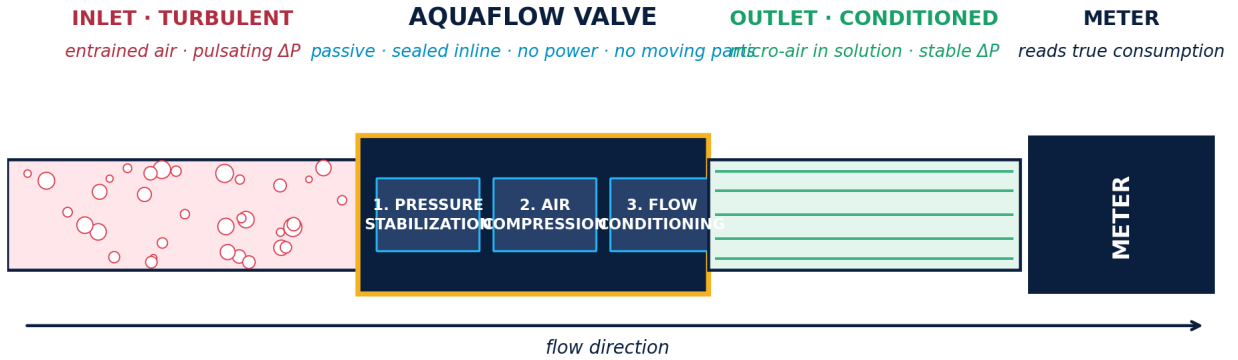 INLET · TURBULENT
AQUAFLOW VALVE
OUTLET · CONDITIONED
METER
entrained air · pulsating ΔP
passive · sealed inline · no power · no moving parts
micro-air in solution · stable ΔP
reads true consumption
1. PRESSURE
STABILIZATION
2. AIR
COMPRESSION
3. FLOW
CONDITIONING
METER
flow direction